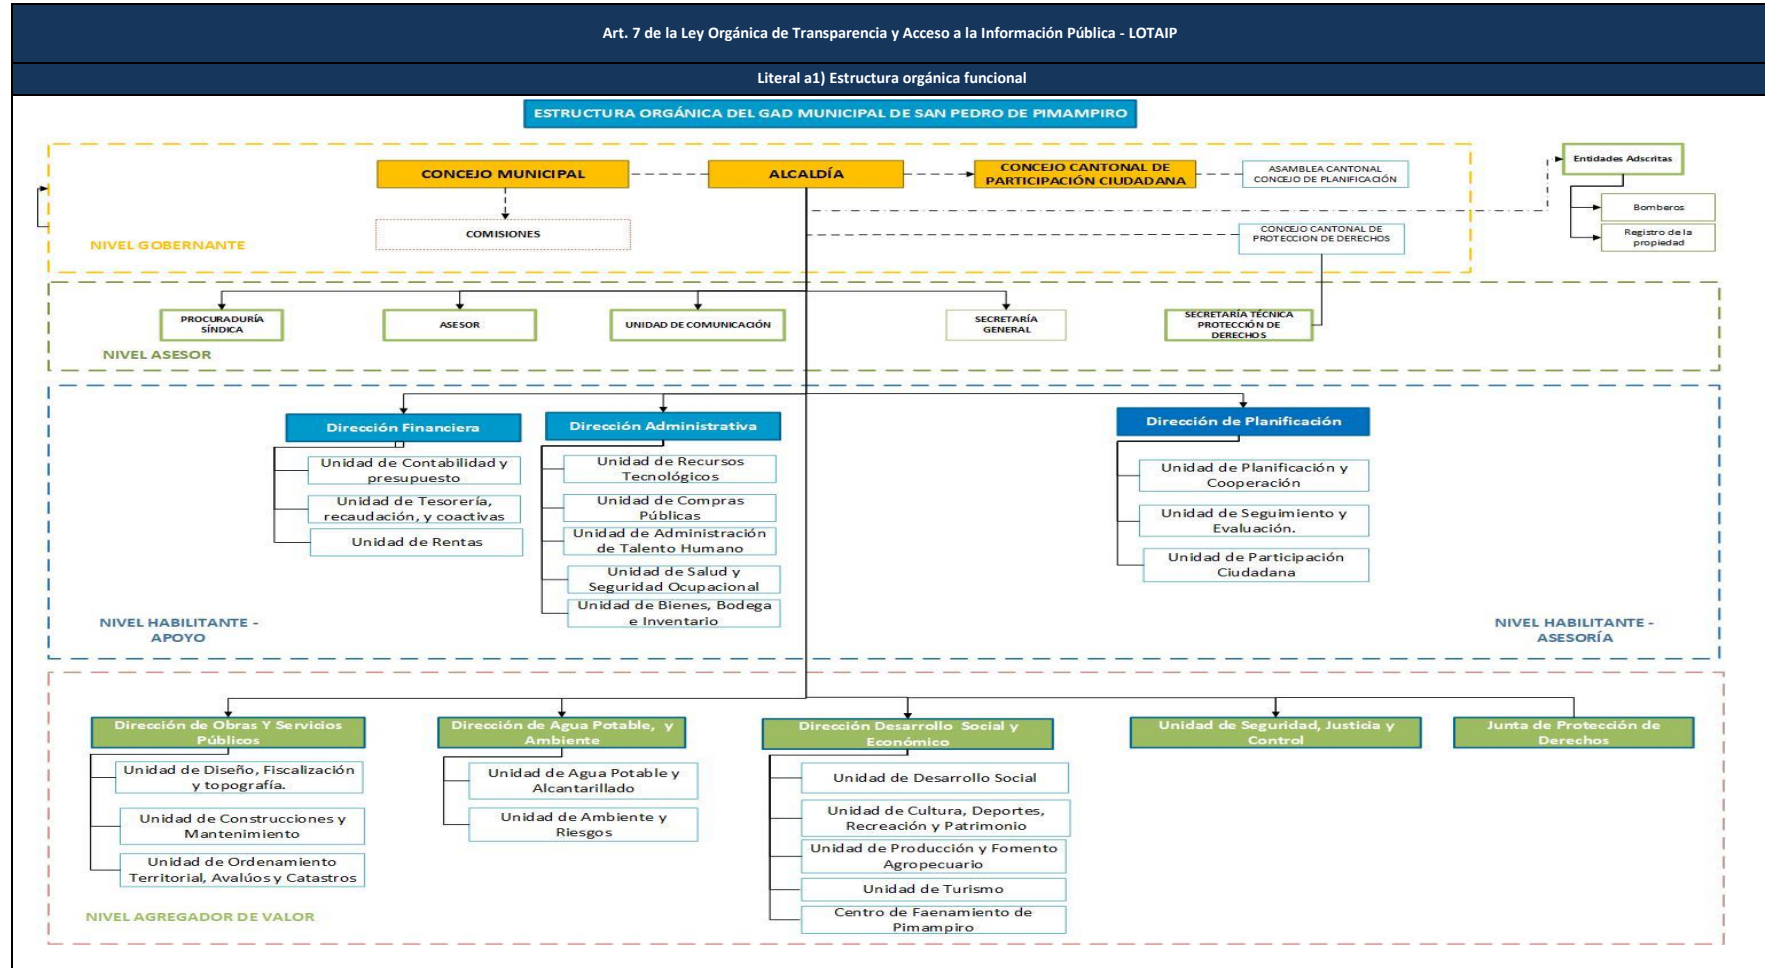 Art. 7 de la Ley Orgánica de Transparencia y Acceso a la Información Pública - LOTAIP
Literal a1) Estructura orgánica funcional
ESTRUCTURA ORGÁNICA DEL GAD MUNICIPAL DE SAN PEDRO DE PIMAMPIRO
CONCEJO MUNICIPAL
ALCALDÍA
CONCEJO CANTONAL DE
PARTICIPACIÓN CIUDADANA
ASAMBLEA CANTONAL
CONCEJO DE PLANIFICACIÓN
Entidades Adscritas
Bomberos
Registro de la
propiedad
COMISIONES
CONCEJO CANTONAL DE
PROTECCION DE DERECHOS
NIVEL GOBERNANTE
PROCURADURÍA
SÍNDICA
ASESOR
UNIDAD DE COMUNICACIÓN
SECRETARÍA
GENERAL
SECRETARÍA TÉCNICA
PROTECCIÓN DE
DERECHOS
NIVEL ASESOR
Dirección Financiera
Unidad de Contabilidad y
presupuesto
Unidad de Tesorería,
recaudación, y coactivas
Unidad de Rentas
Dirección Administrativa
Unidad de Recursos
Tecnológicos
Unidad de Compras
Públicas
Unidad de Administración
de Talento Humano
Unidad de Salud y
Seguridad Ocupacional
Unidad de Bienes, Bodega
e Inventario
Dirección de Planificación
Unidad de Planificación y
Cooperación
Unidad de Seguimiento y
Evaluación.
Unidad de Participación
Ciudadana
NIVEL HABILITANTE -
APOYO
NIVEL HABILITANTE -
ASESORÍA
Dirección de Obras Y Servicios
Públicos
Unidad de Diseño, Fiscalización
y topografía.
Unidad de Construcciones y
Mantenimiento
Unidad de Ordenamiento
Territorial, Avalúos y Catastros
Dirección de Agua Potable, y
Ambiente
Unidad de Agua Potable y
Alcantarillado
Unidad de Ambiente y
Riesgos
Dirección Desarrollo Social y
Económico
Unidad de Desarrollo Social
Unidad de Cultura, Deportes,
Recreación y Patrimonio
Unidad de Producción y Fomento
Agropecuario
Unidad de Turismo
Centro de Faenamiento de
Pimampiro
Unidad de Seguridad, Justicia y
Control
Junta de Protección de
Derechos
NIVEL AGREGADOR DE VALOR